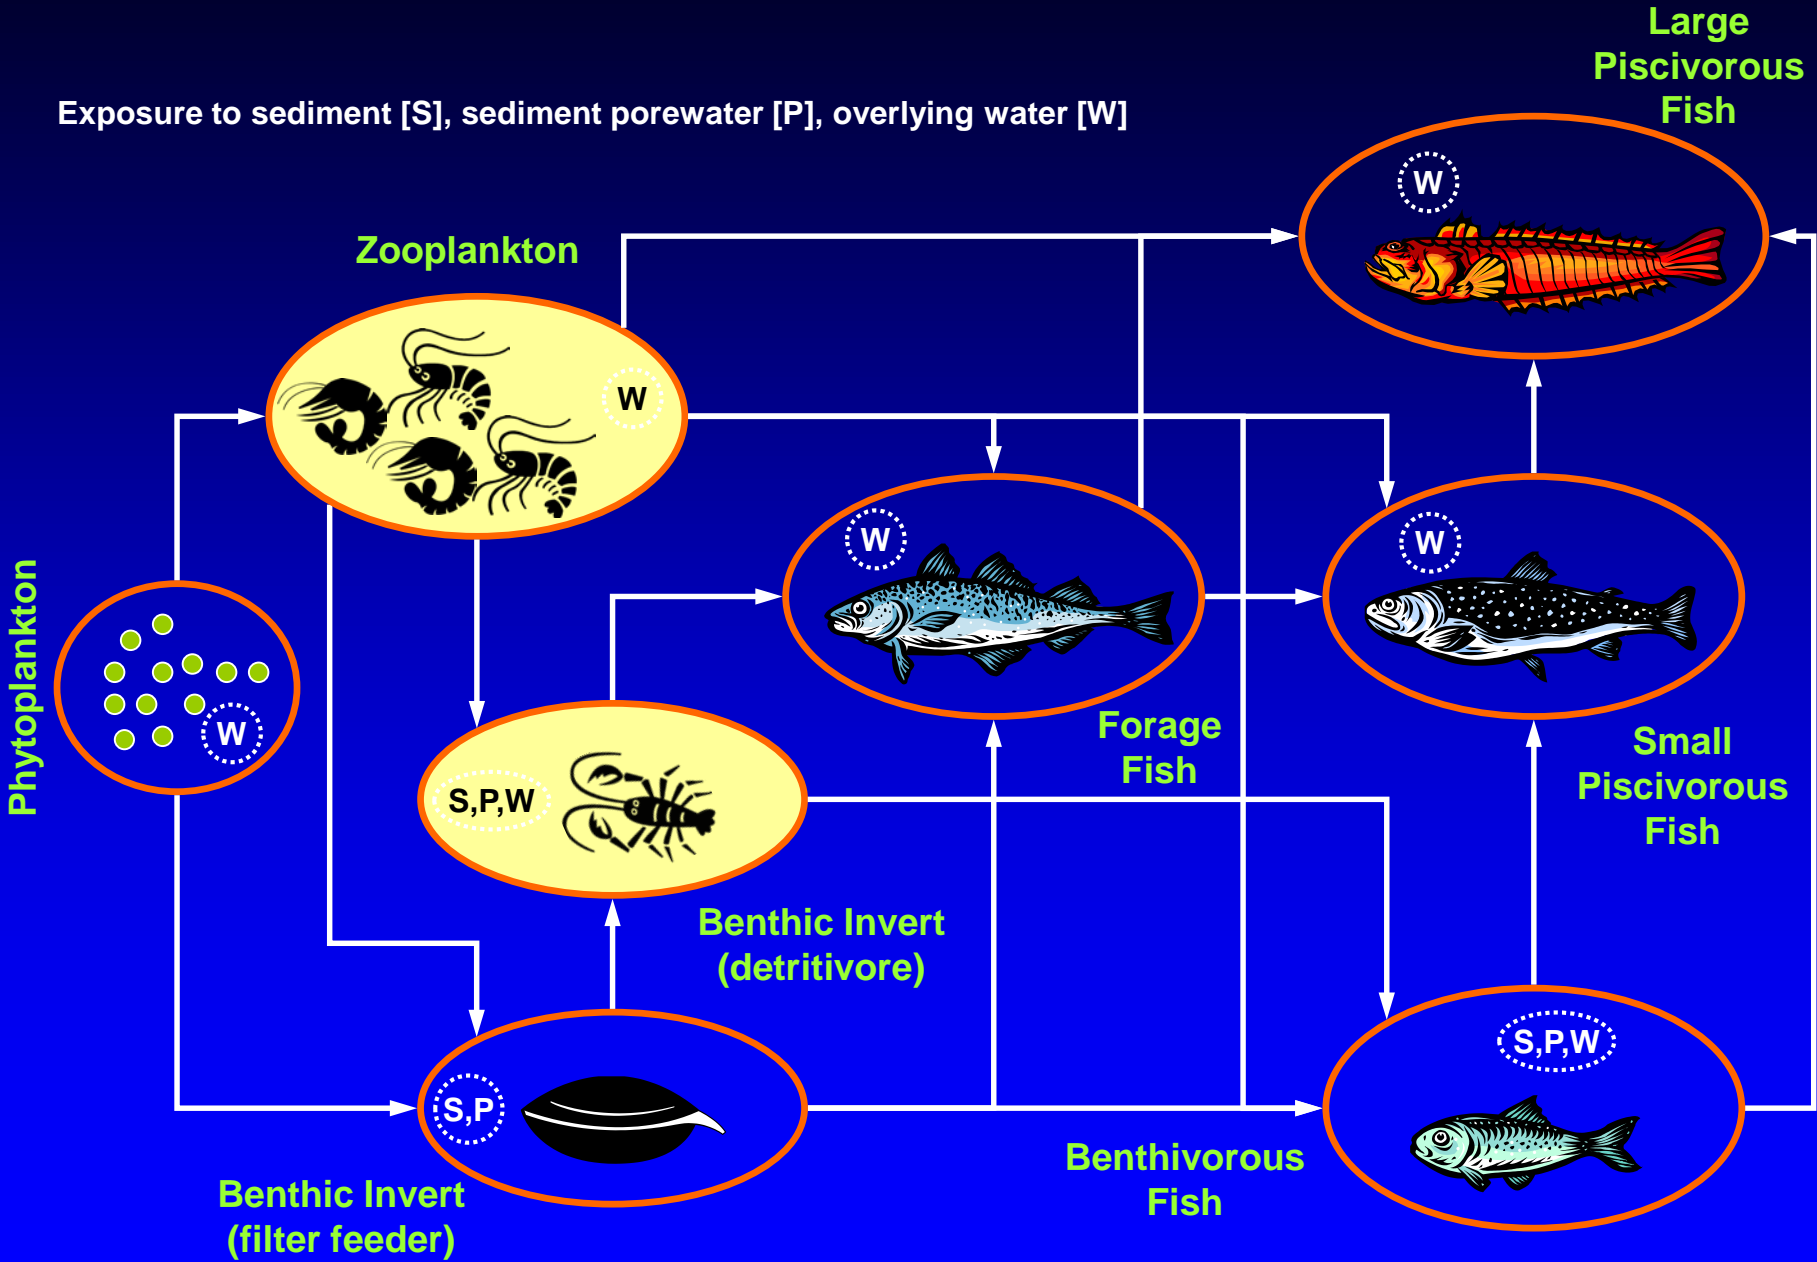 Large
Piscivorous
Fish
Exposure to sediment [S], sediment porewater [P], overlying water [W]
W
Zooplankton
W
W
W
Phytoplankton
W
Forage
Fish
Small
Piscivorous
Fish
S,P,W
Benthic Invert
(detritivore)
S,P,W
S,P
Benthivorous
Fish
Benthic Invert
(filter feeder)